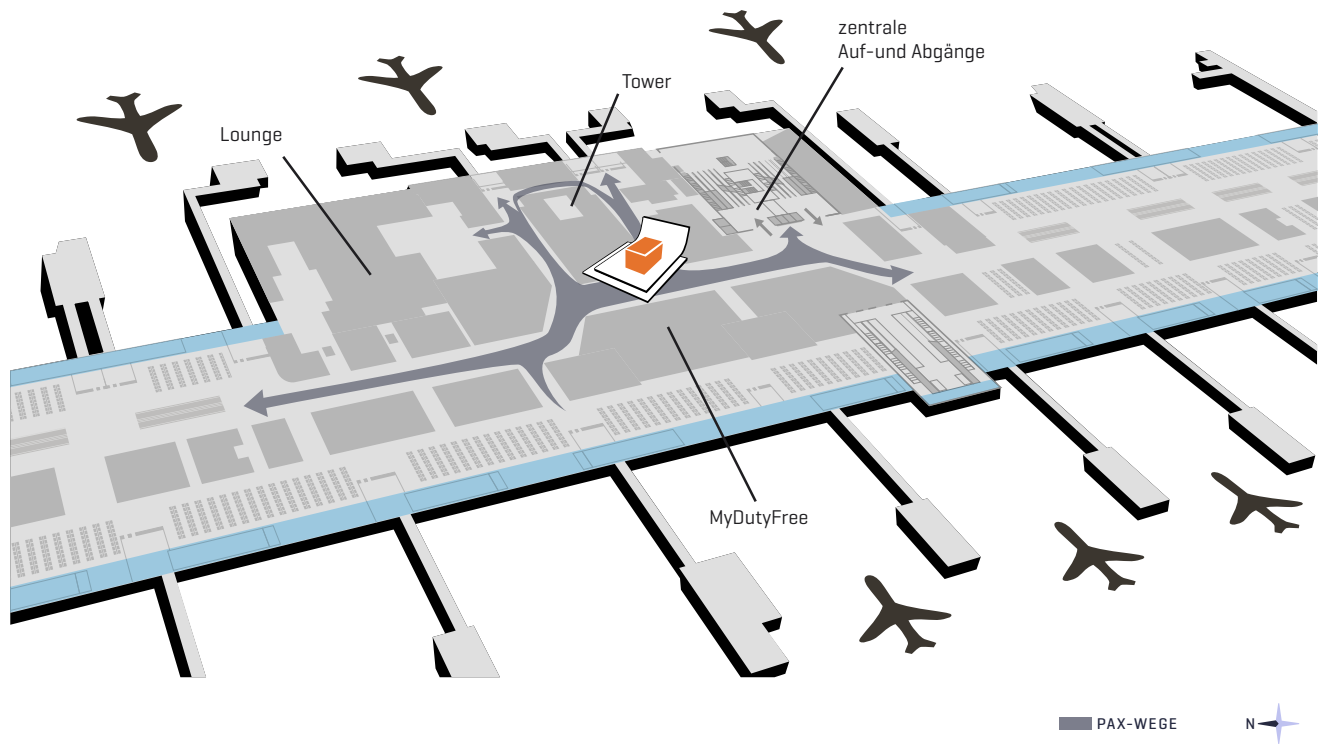 zentrale
Auf-und Abgänge
Tower
Lounge
MyDutyFree
PAX-WEGE
N